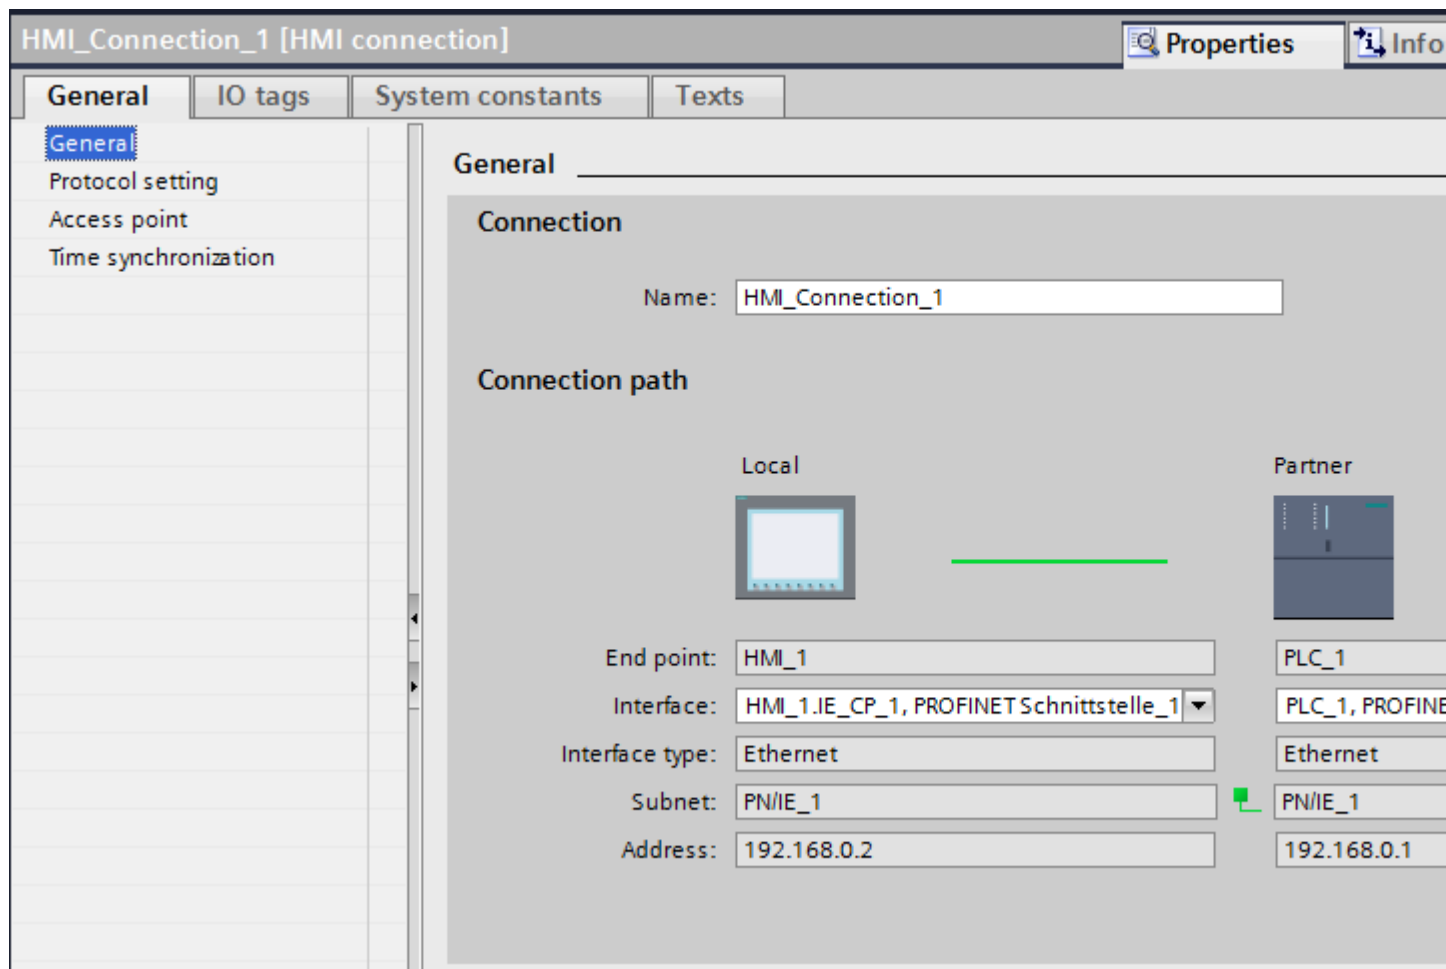 HMI_Connection_1 [HMI connection]
Properties
Info
General
IO tags
System constants
Texts
General
Protocol setting
Access point
Time synchronization
General
Connection
Name: HMI_Connection_1
Connection path
Local Partner
End point: HMI_1 PLC_1
Interface: HMI_1.IE_CP_1, PROFINET Schnittstelle_1 PLC_1, PROFINE
Interface type: Ethernet Ethernet
Subnet: PN/IE_1 PN/IE_1
Address: 192.168.0.2 192.168.0.1